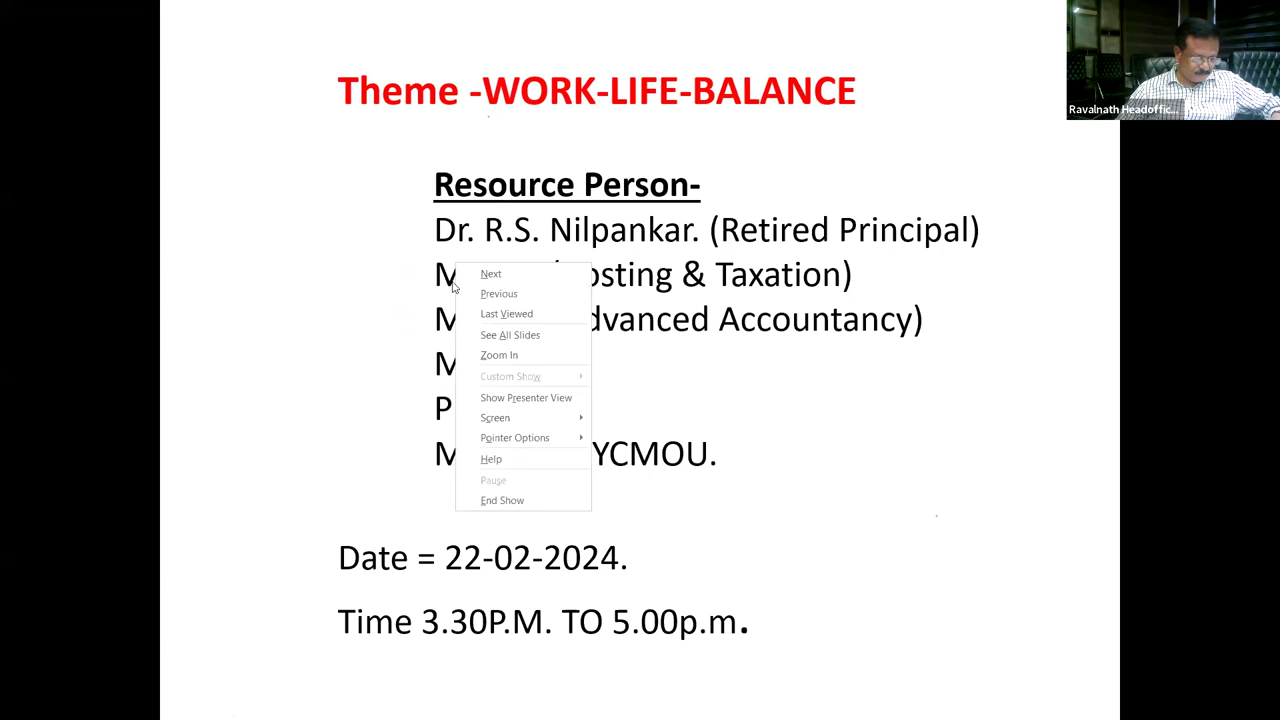 Theme -WORK-LIFE-BALANCE
Ravalnath Headoffic...
Resource Person-
Dr. R.S. Nilpankar. (Retired Principal)
& Taxation)
Accountancy)
YCMOU.
Next
Previous
Last Viewed
See All Slides
Zoom In
Custom Show
Show Presenter View
Screen
Pointer Options
Help
Pause
End Show
Date = 22-02-2024.
Time 3.30P.M. TO 5.00p.m.